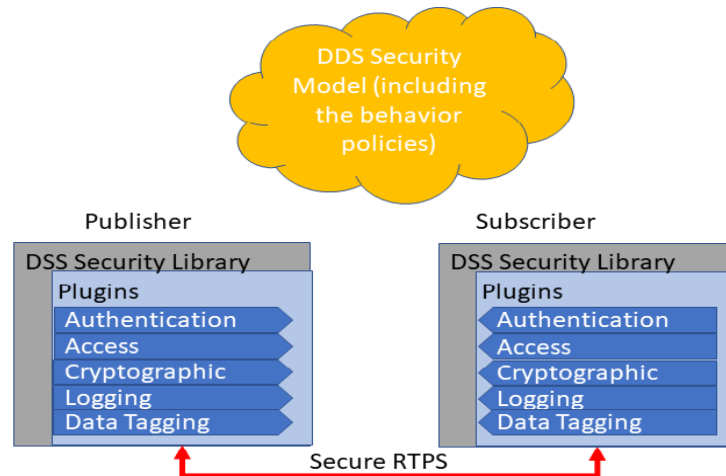 DDS Security
Model (including
the behavior
policies)
Publisher
Subscriber
DSS Security Library
Plugins
Authentication
Access
Cryptographic
Logging
Data Tagging
DSS Security Library
Plugins
Authentication
Access
Cryptographic
Logging
Data Tagging
Secure RTPS